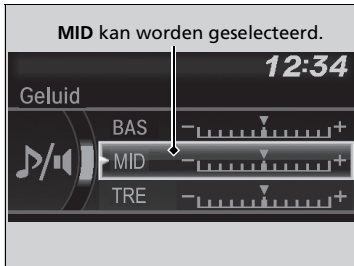 MID kan worden geselecteerd.
12:34
Geluid
BAS - +
MID - +
TRE - +